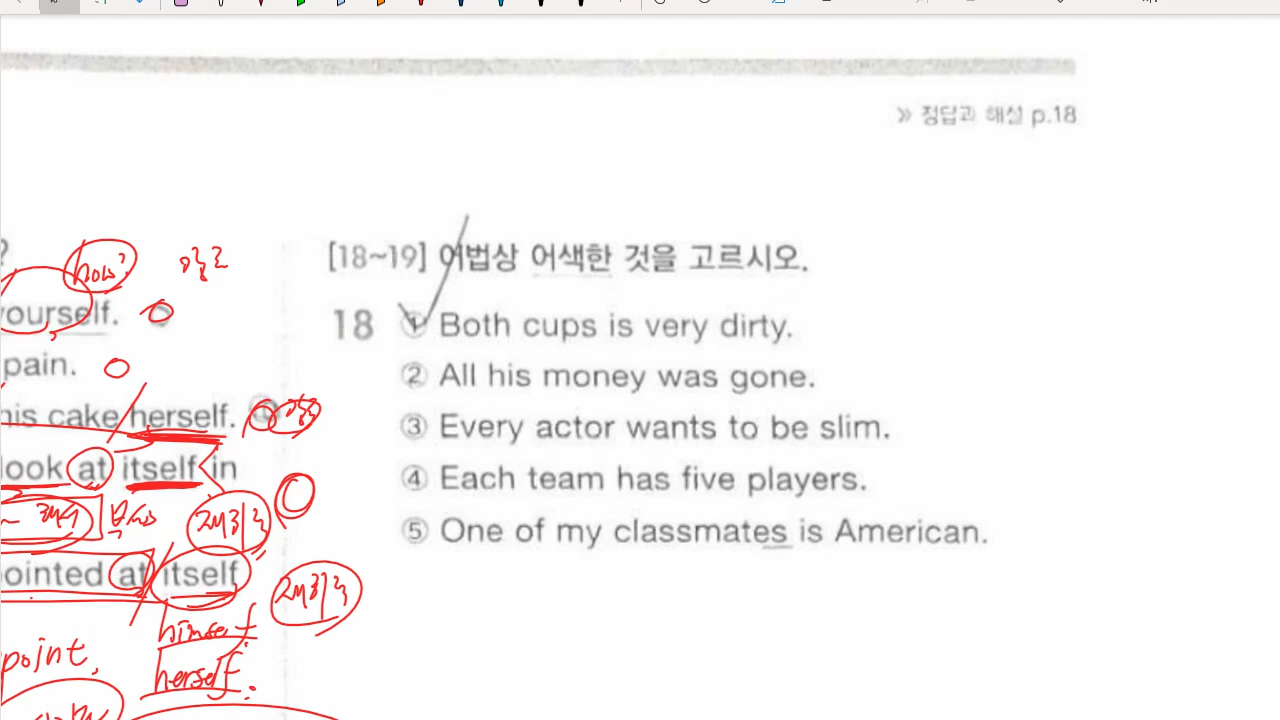 » 정답과 해설 p.18
?
how?
yourself.
pain.
his cake herself.
look at itself in
재귀
pointed at itself
재귀
himself
herself.
point,
[18~19] 어법상 어색한 것을 고르시오.
18 ① Both cups is very dirty.
② All his money was gone.
③ Every actor wants to be slim.
④ Each team has five players.
⑤ One of my classmates is American.